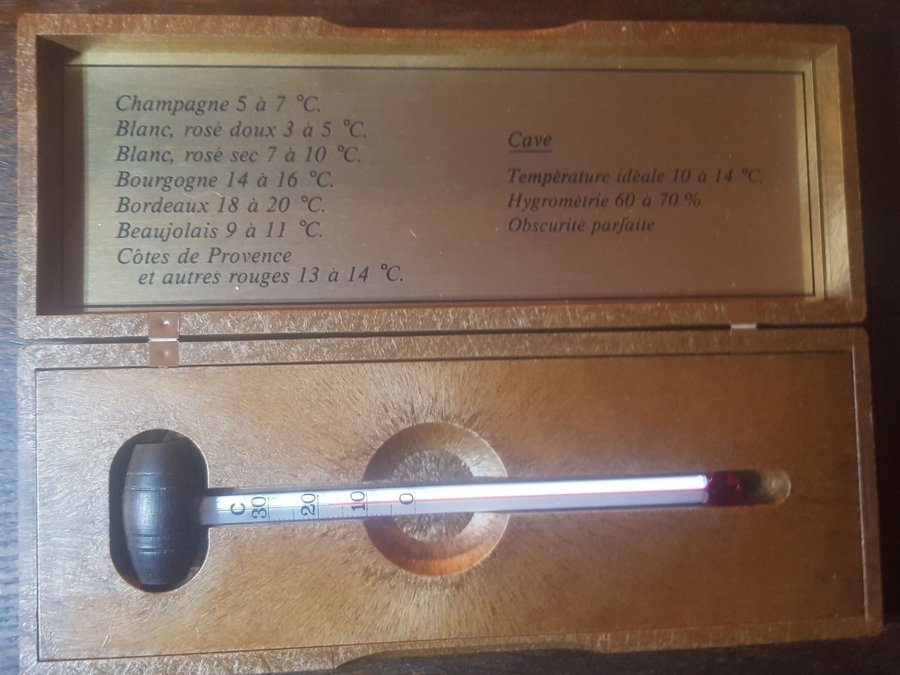 Champagne 5 à 7 °C.
Blanc, rosé doux 3 à 5 °C.
Blanc, rosé sec 7 à 10 °C.
Bourgogne 14 à 16 °C.
Bordeaux 18 à 20 °C.
Beaujolais 9 à 11 °C.
Côtes de Provence
et autres rouges 13 à 14 °C.
Cave
Température idéale 10 à 14 °C.
Hygrométrie 60 à 70 %
Obscurité parfaite
C 30 20 10 0